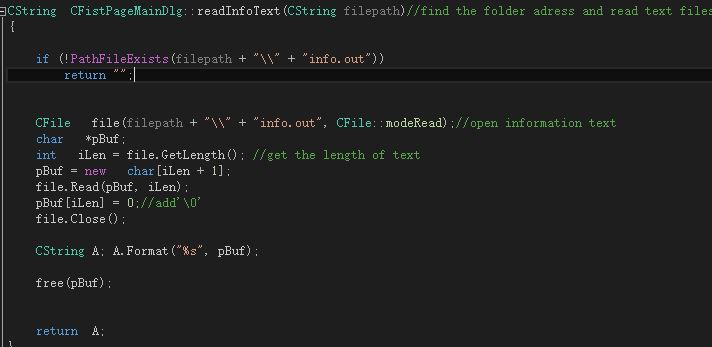 CString CFistPageMainDlg::readInfoText(CString filepath)//find the folder adress and read text files
{
if (!PathFileExists(filepath + "\\" + "info.out"))
return "";
CFile file(filepath + "\\" + "info.out", CFile::modeRead);//open information text
char *pBuf;
int iLen = file.GetLength(); //get the length of text
pBuf = new char[iLen + 1];
file.Read(pBuf, iLen);
pBuf[iLen] = 0;//add'\0'
file.Close();
CString A; A.Format("%s", pBuf);
free(pBuf);
return A;